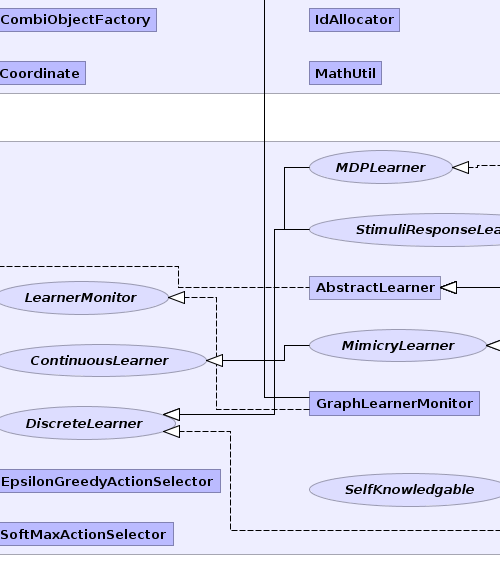 CombiObjectFactory
IdAllocator
Coordinate
MathUtil
MDPLearner
StimuliResponseLea
AbstractLearner
LearnerMonitor
MimicryLearner
ContinuousLearner
GraphLearnerMonitor
DiscreteLearner
EpsilonGreedyActionSelector
SelfKnowledgable
SoftMaxActionSelector